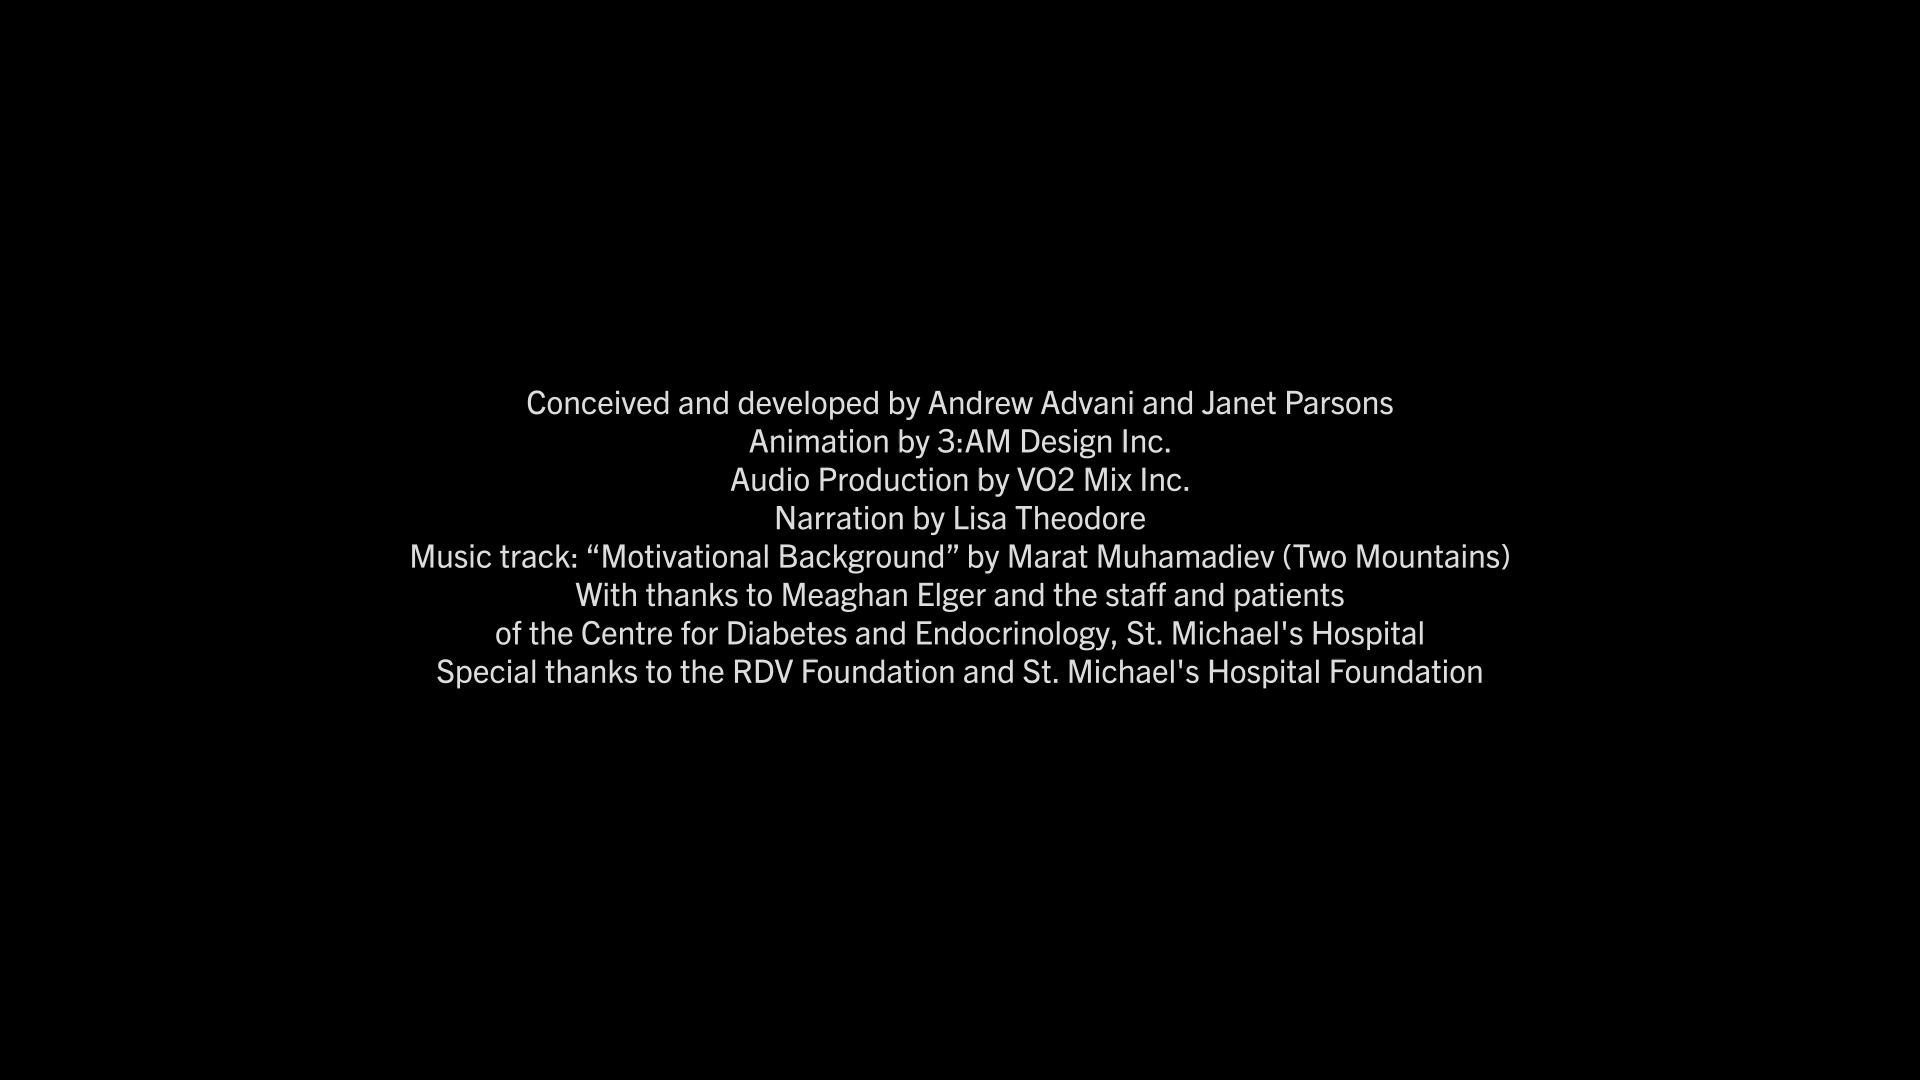 Conceived and developed by Andrew Advani and Janet Parsons
Animation by 3:AM Design Inc.
Audio Production by VO2 Mix Inc.
Narration by Lisa Theodore
Music track: “Motivational Background” by Marat Muhamadiev (Two Mountains)
With thanks to Meaghan Elger and the staff and patients
of the Centre for Diabetes and Endocrinology, St. Michael's Hospital
Special thanks to the RDV Foundation and St. Michael's Hospital Foundation